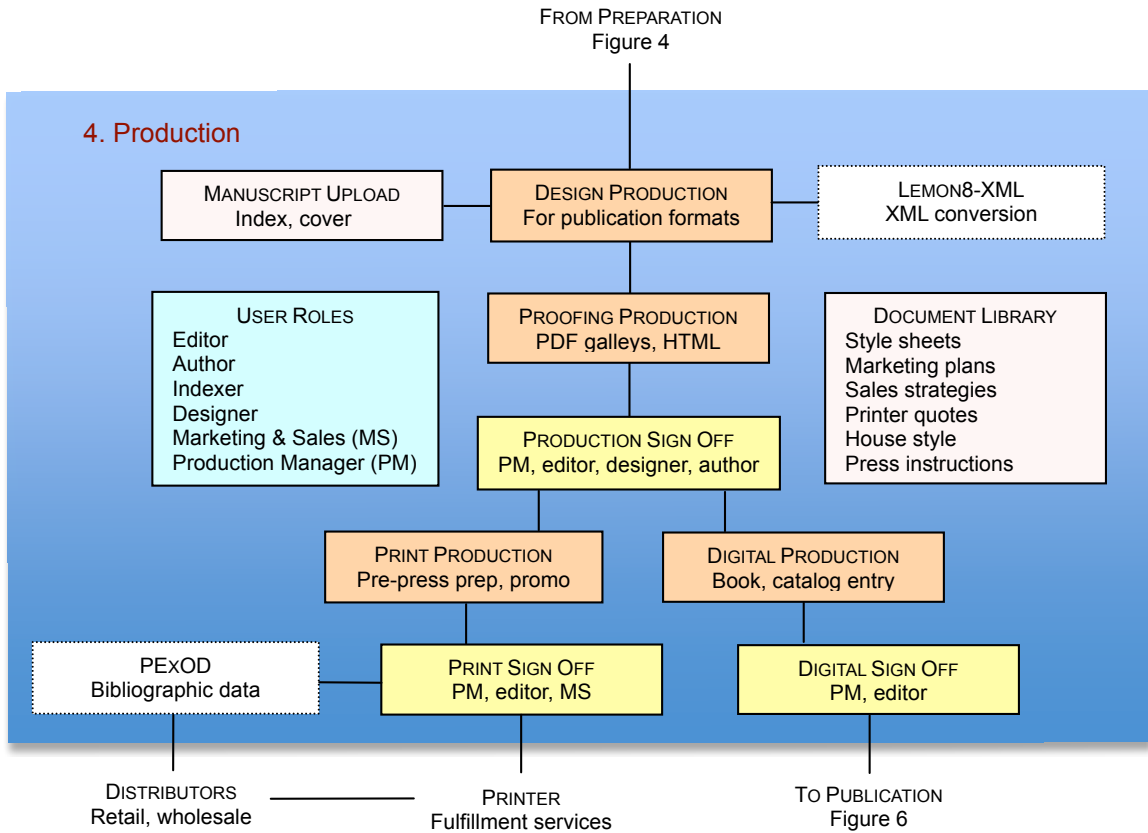 FROM PREPARATION
Figure 4
4. Production
MANUSCRIPT UPLOAD
Index, cover
DESIGN PRODUCTION
For publication formats
LEMON8-XML
XML conversion
USER ROLES
Editor
Author
Indexer
Designer
Marketing & Sales (MS)
Production Manager (PM)
PROOFING PRODUCTION
PDF galleys, HTML
DOCUMENT LIBRARY
Style sheets
Marketing plans
Sales strategies
Printer quotes
House style
Press instructions
PRODUCTION SIGN OFF
PM, editor, designer, author
PRINT PRODUCTION
Pre-press prep, promo
DIGITAL PRODUCTION
Book, catalog entry
PEXOD
Bibliographic data
PRINT SIGN OFF
PM, editor, MS
DIGITAL SIGN OFF
PM, editor
DISTRIBUTORS
Retail, wholesale
PRINTER
Fulfillment services
TO PUBLICATION
Figure 6